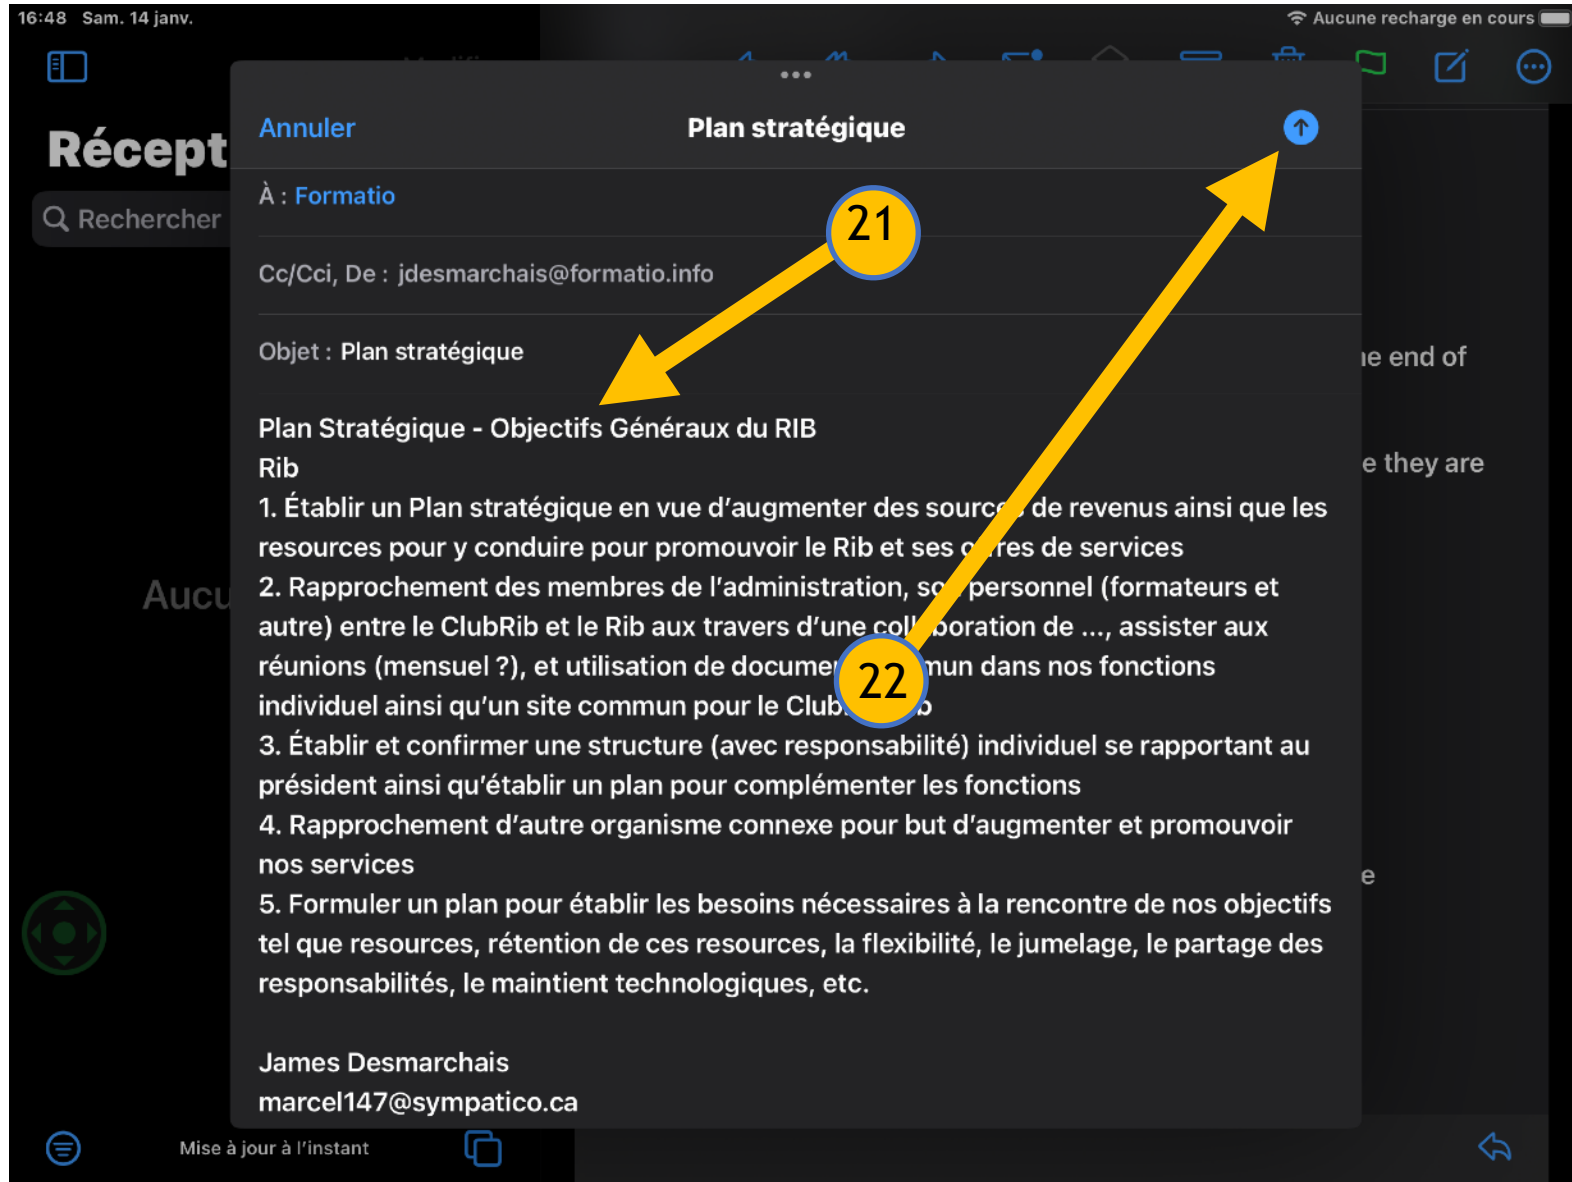 16:48 Sam. 14 janv.
Aucune recharge en cours
Annuler
Plan stratégique
Récept
À : Formatio
21
Rechercher
Cc/Cci, De : jdesmarchais@formatio.info
Objet : Plan stratégique
e end of
Plan Stratégique - Objectifs Généraux du RIB
Rib
e they are
1. Établir un Plan stratégique en vue d'augmenter des sources de revenus ainsi que les
resources pour y conduire pour promouvoir le Rib et ses offres de services
Aucu
2. Rapprochement des membres de l'administration, son personnel (formateurs et
autre) entre le ClubRib et le Rib aux travers d'une collaboration de ..., assister aux
réunions (mensuel ?), et utilisation de docume mun dans nos fonctions
22
individuel ainsi qu'un site commun pour le Club b
3. Établir et confirmer une structure (avec responsabilité) individuel se rapportant au
président ainsi qu'établir un plan pour complémenter les fonctions
4. Rapprochement d'autre organisme connexe pour but d'augmenter et promouvoir
nos services
e
5. Formuler un plan pour établir les besoins nécessaires à la rencontre de nos objectifs
tel que resources, rétention de ces resources, la flexibilité, le jumelage, le partage des
responsabilités, le maintient technologiques, etc.
James Desmarchais
marcel147@sympatico.ca
Mise à jour à l'instant